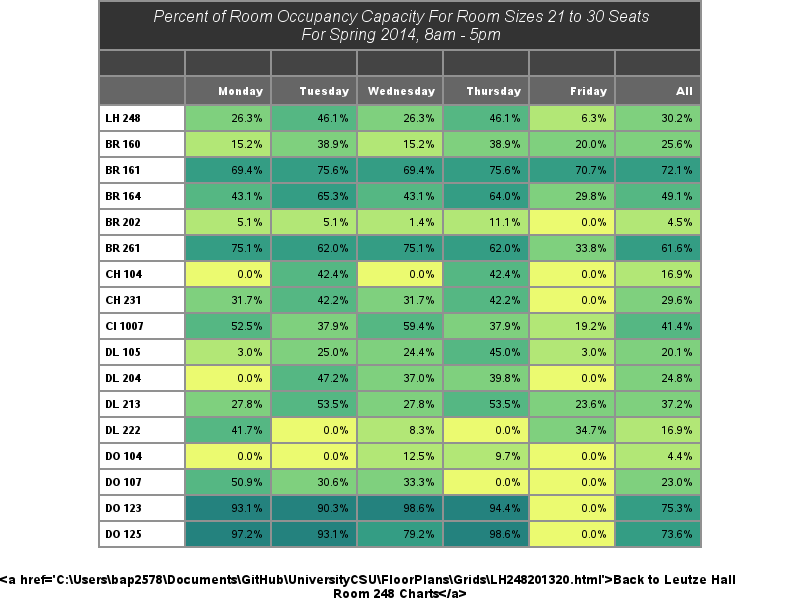 Percent of Room Occupancy Capacity For Room Sizes 21 to 30 Seats
For Spring 2014, 8am - 5pm
Monday Tuesday Wednesday Thursday Friday All
LH 248 26.3% 46.1% 26.3% 46.1% 6.3% 30.2%
BR 160 15.2% 38.9% 15.2% 38.9% 20.0% 25.6%
BR 161 69.4% 75.6% 69.4% 75.6% 70.7% 72.1%
BR 164 43.1% 65.3% 43.1% 64.0% 29.8% 49.1%
BR 202 5.1% 5.1% 1.4% 11.1% 0.0% 4.5%
BR 261 75.1% 62.0% 75.1% 62.0% 33.8% 61.6%
CH 104 0.0% 42.4% 0.0% 42.4% 0.0% 16.9%
CH 231 31.7% 42.2% 31.7% 42.2% 0.0% 29.6%
CI 1007 52.5% 37.9% 59.4% 37.9% 19.2% 41.4%
DL 105 3.0% 25.0% 24.4% 45.0% 3.0% 20.1%
DL 204 0.0% 47.2% 37.0% 39.8% 0.0% 24.8%
DL 213 27.8% 53.5% 27.8% 53.5% 23.6% 37.2%
DL 222 41.7% 0.0% 8.3% 0.0% 34.7% 16.9%
DO 104 0.0% 0.0% 12.5% 9.7% 0.0% 4.4%
DO 107 50.9% 30.6% 33.3% 0.0% 0.0% 23.0%
DO 123 93.1% 90.3% 98.6% 94.4% 0.0% 75.3%
DO 125 97.2% 93.1% 79.2% 98.6% 0.0% 73.6%
<a href='C:\Users\bap2578\Documents\GitHub\UniversityCSU\FloorPlans\Grids\LH248201320.html'>Back to Leutze Hall
Room 248 Charts</a>